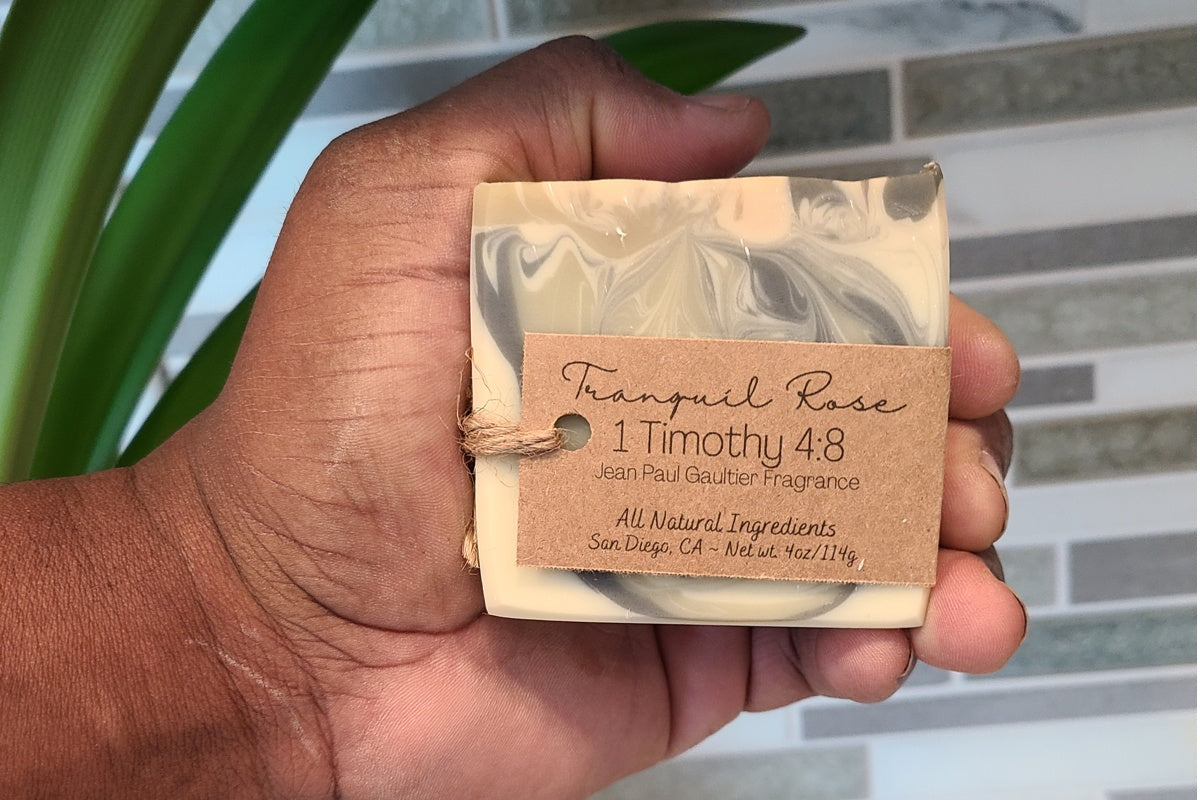 Tranquil Rose
1 Timothy 4:8
Jean Paul Gaultier Fragrance
All Natural Ingredients
San Diego, CA ~ Net wt. 4oz/114g